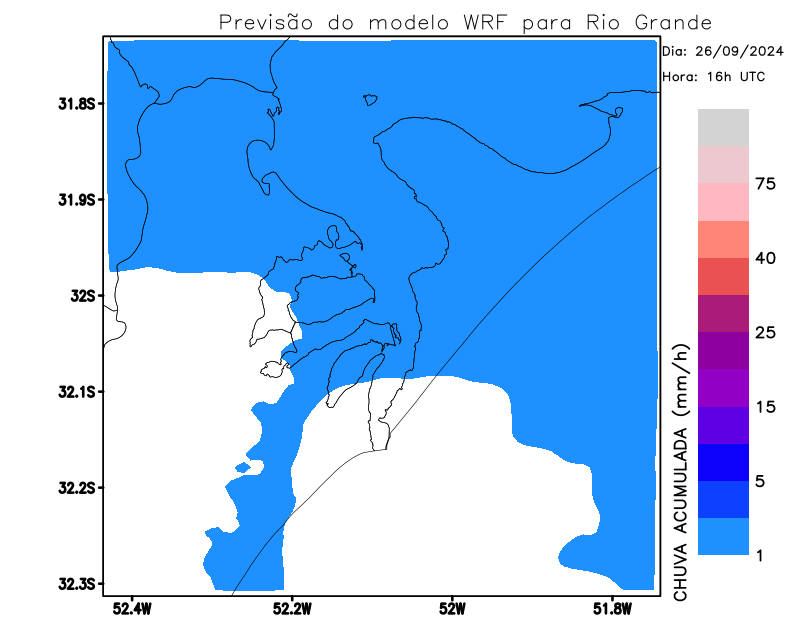 Previsão do modelo WRF para Rio Grande
Dia: 26/09/2024
Hora: 16h UTC
31.8S
31.9S
32S
32.1S
32.2S
32.3S
52.4W
52.2W
52W
51.8W
CHUVA ACUMULADA (mm/h)
75
40
25
15
5
1